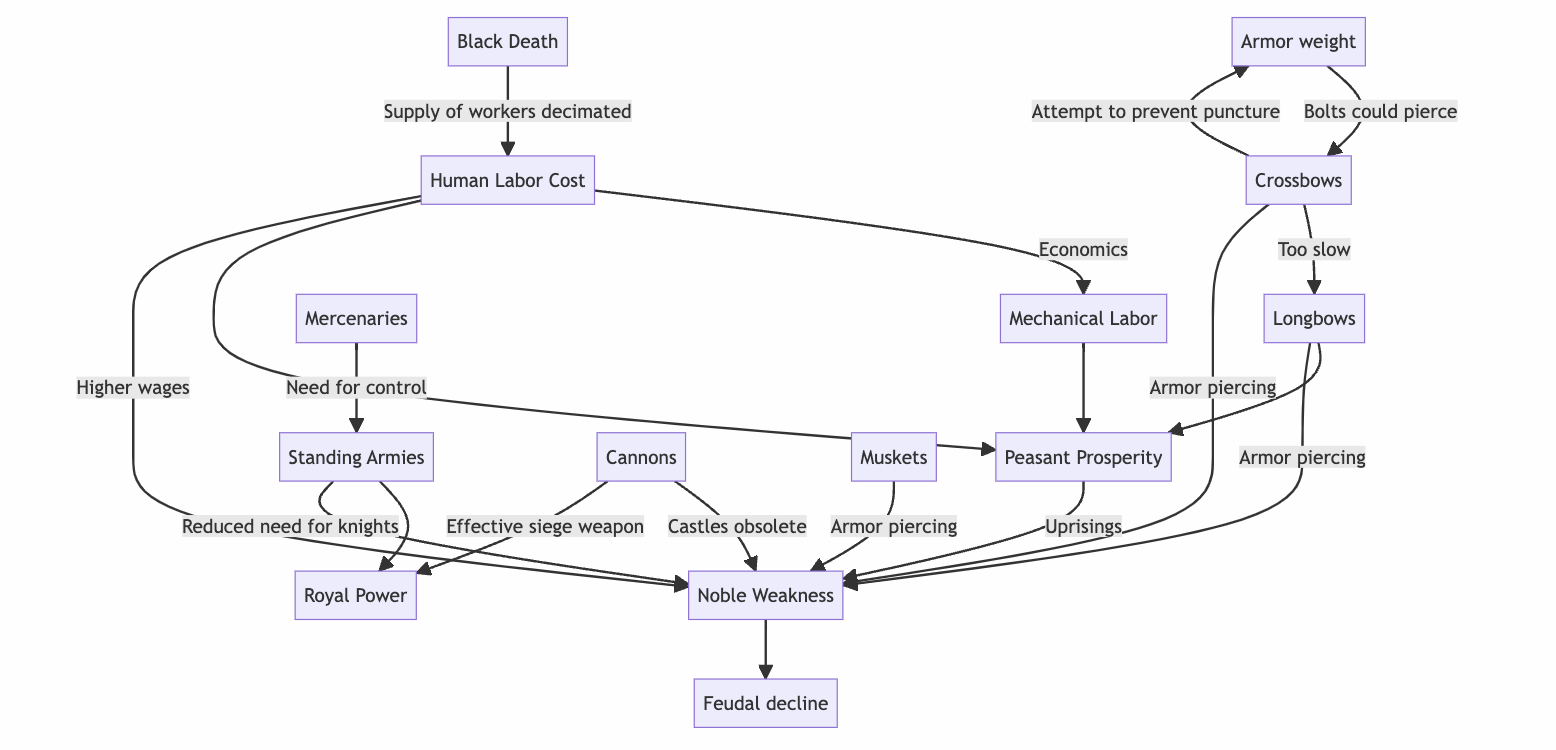 Black Death
Armor weight
Supply of workers decimated
Attempt to prevent puncture
Bolts could pierce
Human Labor Cost
Crossbows
Economics
Too slow
Mercenaries
Mechanical Labor
Longbows
Higher wages
Need for control
Armor piercing
Standing Armies
Cannons
Muskets
Peasant Prosperity
Armor piercing
Reduced need for knights
Effective siege weapon
Castles obsolete
Armor piercing
Uprisings
Royal Power
Noble Weakness
Feudal decline